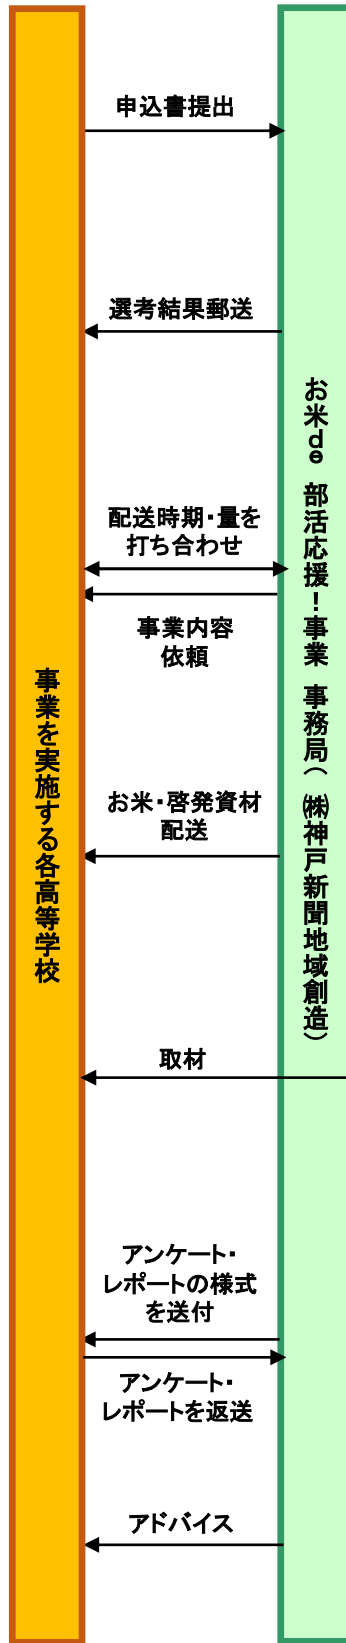 申込書提出
選考結果郵送
配送時期・量を
打ち合わせ
事業内容
依頼
お米・啓発資材
配送
取材
アンケート・
レポートの様式
を送付
アンケート・
レポートを返送
アドバイス
事業を実施する各高等学校
お米de 部活応援！事業 事務局（㈱神戸新聞地域創造）